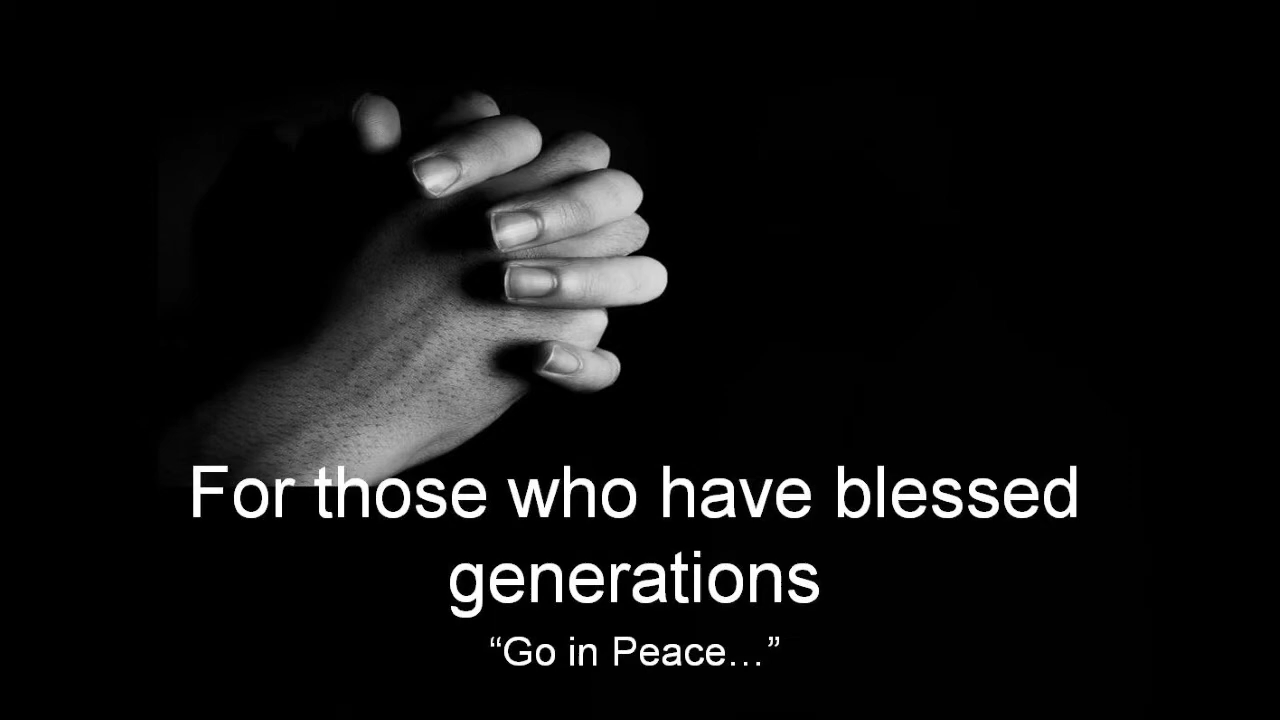 For those who have blessed
generations
“Go in Peace…”